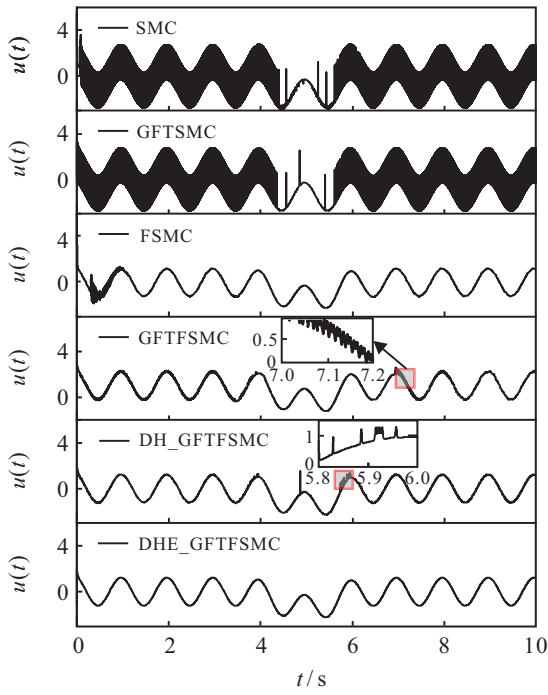 4
SMC
u(t)
0
4
GFTSMC
u(t)
0
4
FSMC
u(t)
0
4
GFTFSMC
0.5
u(t)
0
7.0 7.1 7.2
4
DH_GFTFSMC
1
u(t)
0
0
5.8 5.9 6.0
4
DHE_GFTFSMC
u(t)
0
0 2 4 6 8 10
t/s